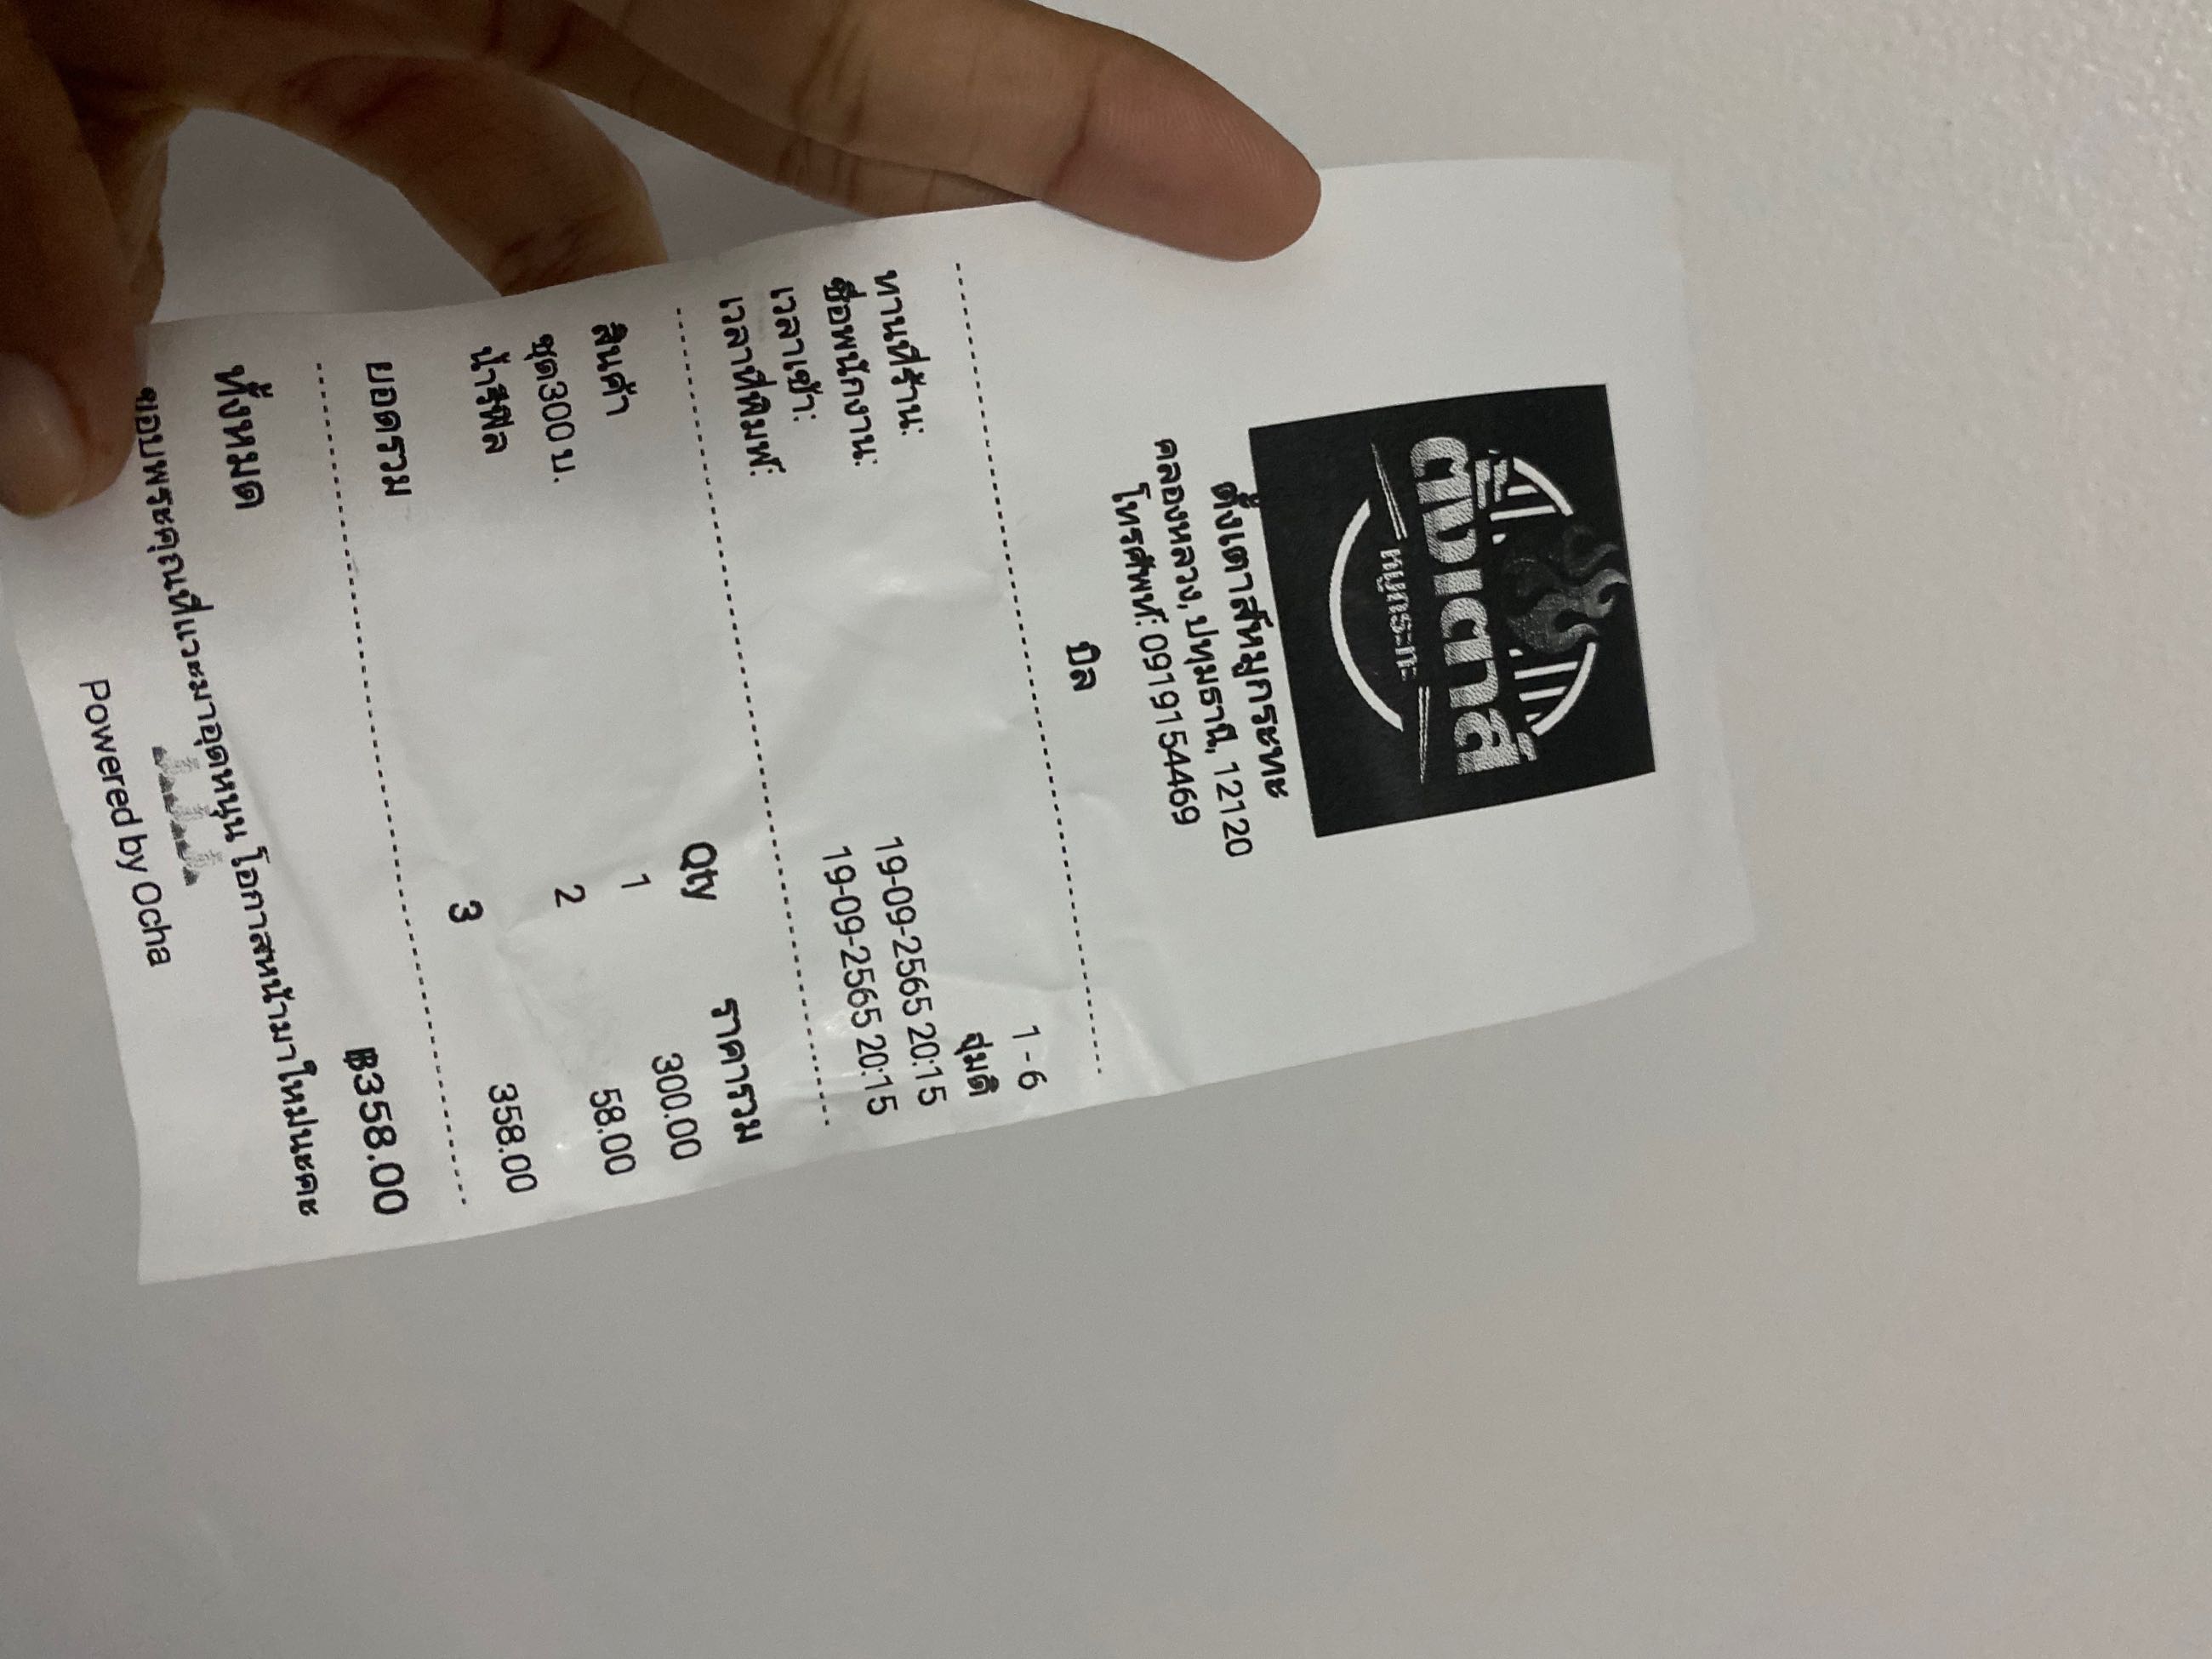 ตั้งเตาส์
หมูกระทะ
ตั้งเตาส์หมูกระทะ
คลองหลวง, ปทุมธานี, 12120
โทรศัพท์: 0919154469
บิล
ทานที่ร้าน: 1 - 6
ชื่อพนักงาน: ปุ่มดิ
เวลาเข้า: 19-09-2565 20:15
เวลาที่พิมพ์: 19-09-2565 20:15
สินค้า Qty ราคารวม
ชุด300 บ. 1 300.00
น้ำรีฟิล 2 58.00
ยอดรวม 3 358.00
ทั้งหมด ฿358.00
ขอบพระคุณที่แวะมาอุดหนุน โอกาสหน้ามาใหม่นะคะ
Powered by Ocha